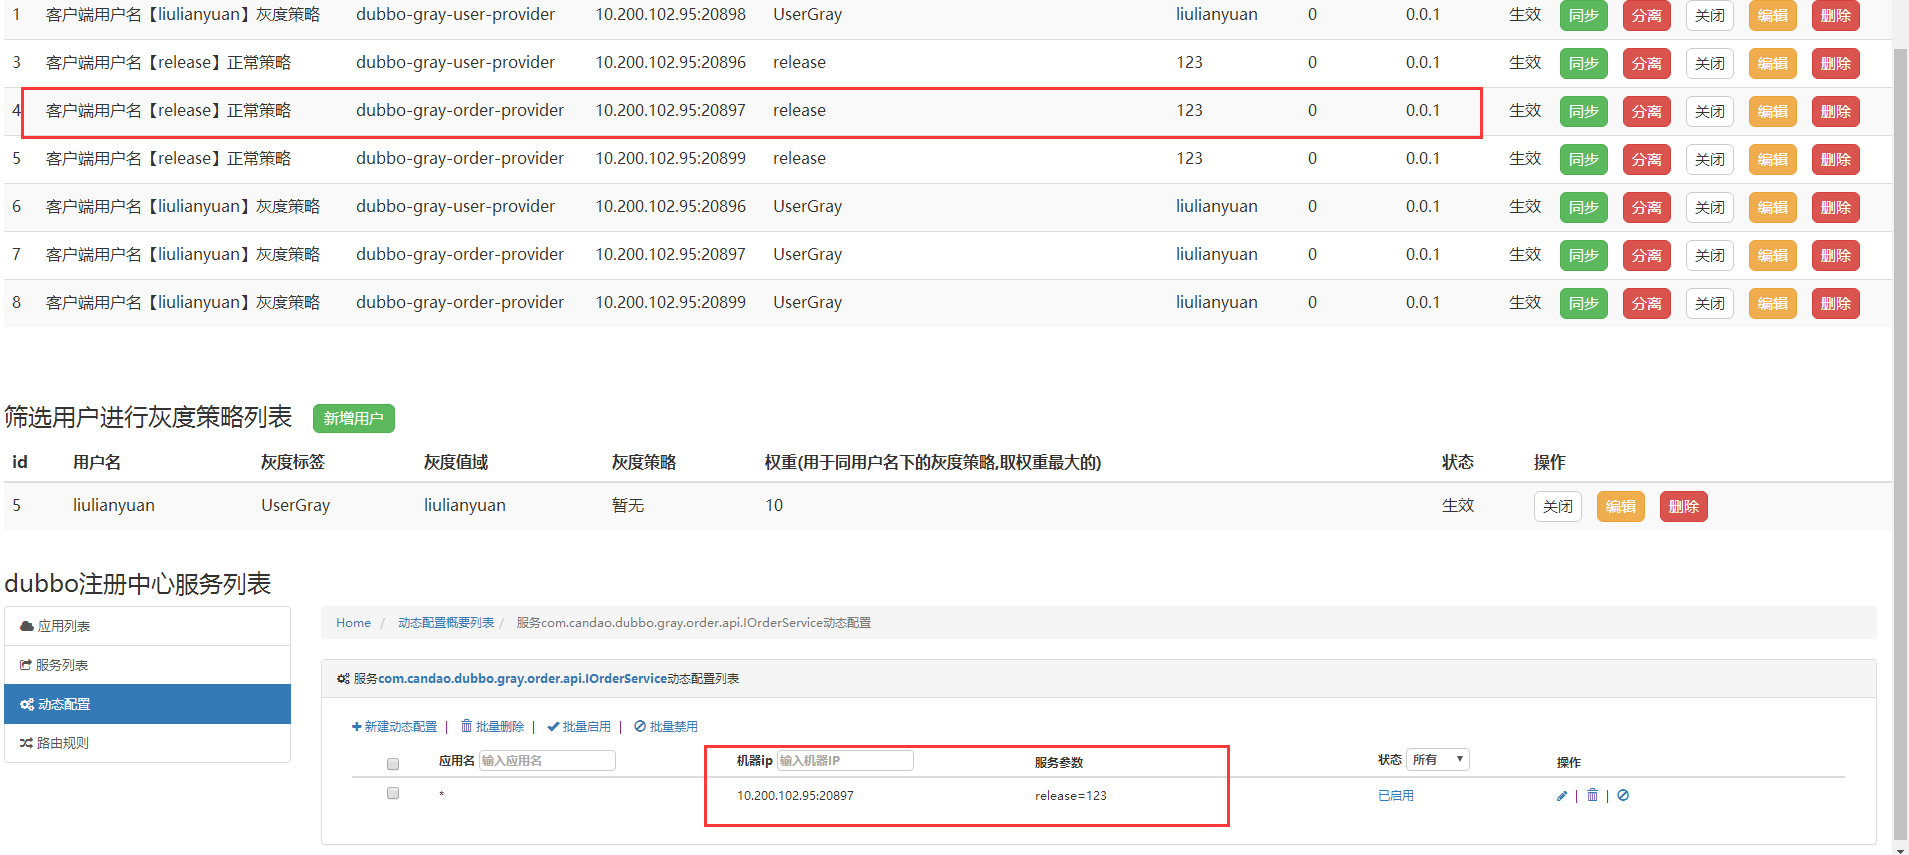 1 客户端用户名【liulianyuan】灰度策略 dubbo-gray-user-provider 10.200.102.95:20898 UserGray liulianyuan 0 0.0.1 生效 同步 分离 关闭 编辑 删除
3 客户端用户名【release】正常策略 dubbo-gray-user-provider 10.200.102.95:20896 release 123 0 0.0.1 生效 同步 分离 关闭 编辑 删除
4 客户端用户名【release】正常策略 dubbo-gray-order-provider 10.200.102.95:20897 release 123 0 0.0.1 生效 同步 分离 关闭 编辑 删除
5 客户端用户名【release】正常策略 dubbo-gray-order-provider 10.200.102.95:20899 release 123 0 0.0.1 生效 同步 分离 关闭 编辑 删除
6 客户端用户名【liulianyuan】灰度策略 dubbo-gray-user-provider 10.200.102.95:20896 UserGray liulianyuan 0 0.0.1 生效 同步 分离 关闭 编辑 删除
7 客户端用户名【liulianyuan】灰度策略 dubbo-gray-order-provider 10.200.102.95:20897 UserGray liulianyuan 0 0.0.1 生效 同步 分离 关闭 编辑 删除
8 客户端用户名【liulianyuan】灰度策略 dubbo-gray-order-provider 10.200.102.95:20899 UserGray liulianyuan 0 0.0.1 生效 同步 分离 关闭 编辑 删除
筛选用户进行灰度策略列表 新增用户
id 用户名 灰度标签 灰度值域 灰度策略 权重(用于同用户名下的灰度策略,取权重最大的) 状态 操作
5 liulianyuan UserGray liulianyuan 暂无 10 生效 关闭 编辑 删除
dubbo注册中心服务列表
应用列表
服务列表
动态配置
路由规则
Home / 动态配置概要列表 / 服务com.candao.dubbo.gray.order.api.IOrderService动态配置
服务com.candao.dubbo.gray.order.api.IOrderService动态配置列表
新建动态配置 | 批量删除 | 批量启用 | 批量禁用
应用名 输入应用名 机器ip 输入机器IP 服务参数 状态 所有 操作
* 10.200.102.95:20897 release=123 已启用 | |